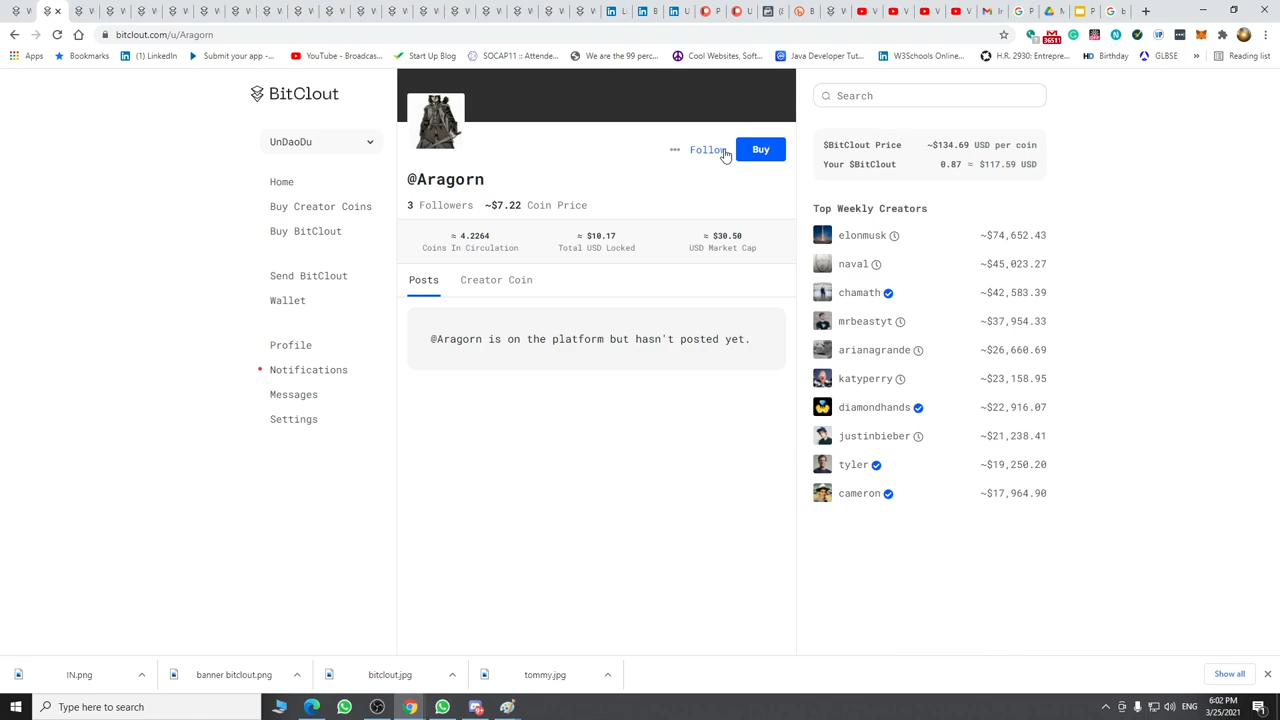 bitclout.com/u/Aragorn
36511
Apps
Bookmarks
(1) LinkedIn
Submit your app -...
YouTube - Broadc...
Start Up Blog
SOCAP11 :: Attende...
We are the 99 perc...
Cool Websites, Soft...
Java Developer Tut...
W3Schools Online...
H.R. 2930: Entrepre...
HD Birthday
GLBSE
»
Reading list
BitClout
UnDaoDu
Home
Buy Creator Coins
Buy BitClout
Send BitClout
Wallet
Profile
Notifications
Messages
Settings
Follow
Buy
@Aragorn
3 Followers ~$7.22 Coin Price
≈ 4.2264
Coins In Circulation
≈ $10.17
Total USD Locked
≈ $30.50
USD Market Cap
Posts
Creator Coin
@Aragorn is on the platform but hasn't posted yet.
Search
$BitClout Price ~$134.69 USD per coin
Your $BitClout 0.87 ≈ $117.59 USD
Top Weekly Creators
elonmusk ~$74,652.43
naval ~$45,023.27
chamath ~$42,583.39
mrbeastyt ~$37,954.33
arianagrande ~$26,660.69
katyperry ~$23,158.95
diamondhands ~$22,916.07
justinbieber ~$21,238.41
tyler ~$19,250.20
cameron ~$17,964.90
IN.png
banner bitclout.png
bitclout.jpg
tommy.jpg
Show all
Type here to search
ENG
6:02 PM
3/25/2021